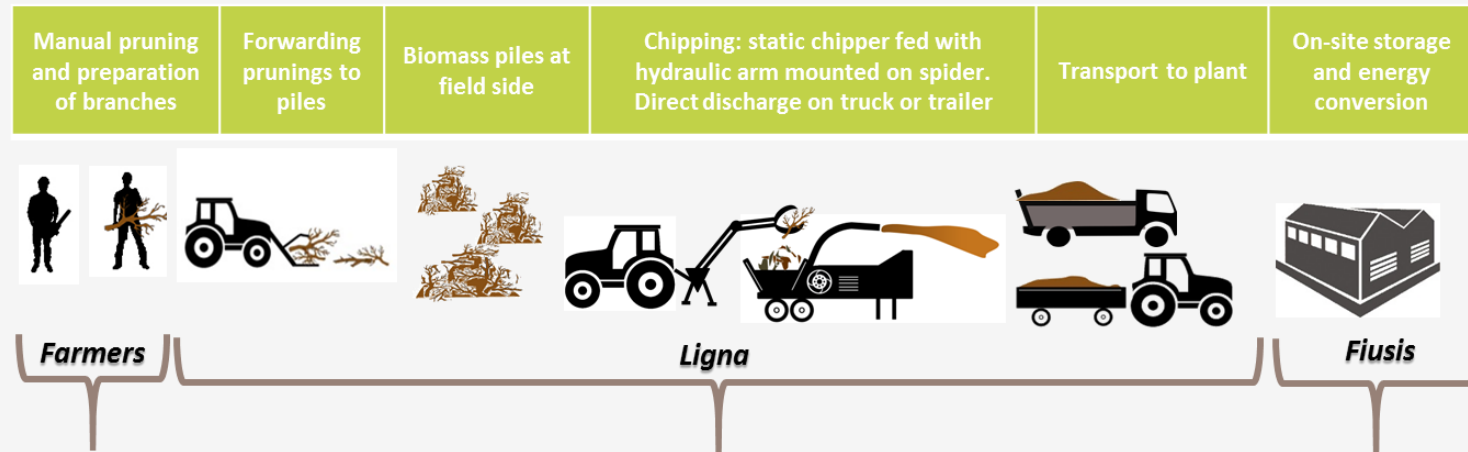 Manual pruning
and preparation
of branches
Forwarding
prunings to
piles
Biomass piles at
field side
Chipping: static chipper fed with
hydraulic arm mounted on spider.
Direct discharge on truck or trailer
Transport to plant
On-site storage
and energy
conversion
Farmers
Ligna
Fiusis